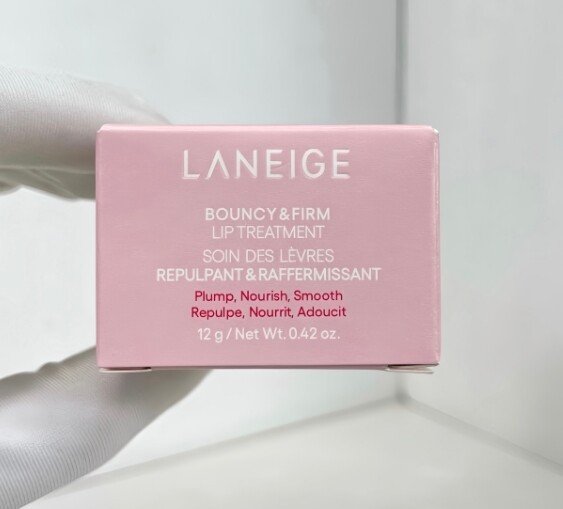 LANEIGE
BOUNCY & FIRM
LIP TREATMENT
SOIN DES LÈVRES
REPULPANT & RAFFERMISSANT
Plump, Nourish, Smooth
Repulpe, Nourrit, Adoucit
12 g / Net Wt. 0.42 oz.